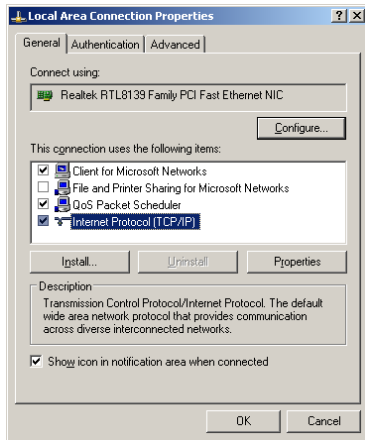 Local Area Connection Properties
General Authentication Advanced
Connect using:
Realtek RTL8139 Family PCI Fast Ethernet NIC
Configure...
This connection uses the following items:
Client for Microsoft Networks
File and Printer Sharing for Microsoft Networks
QoS Packet Scheduler
Internet Protocol (TCP/IP)
Install... Uninstall Properties
Description
Transmission Control Protocol/Internet Protocol. The default
wide area network protocol that provides communication
across diverse interconnected networks.
Show icon in notification area when connected
OK Cancel